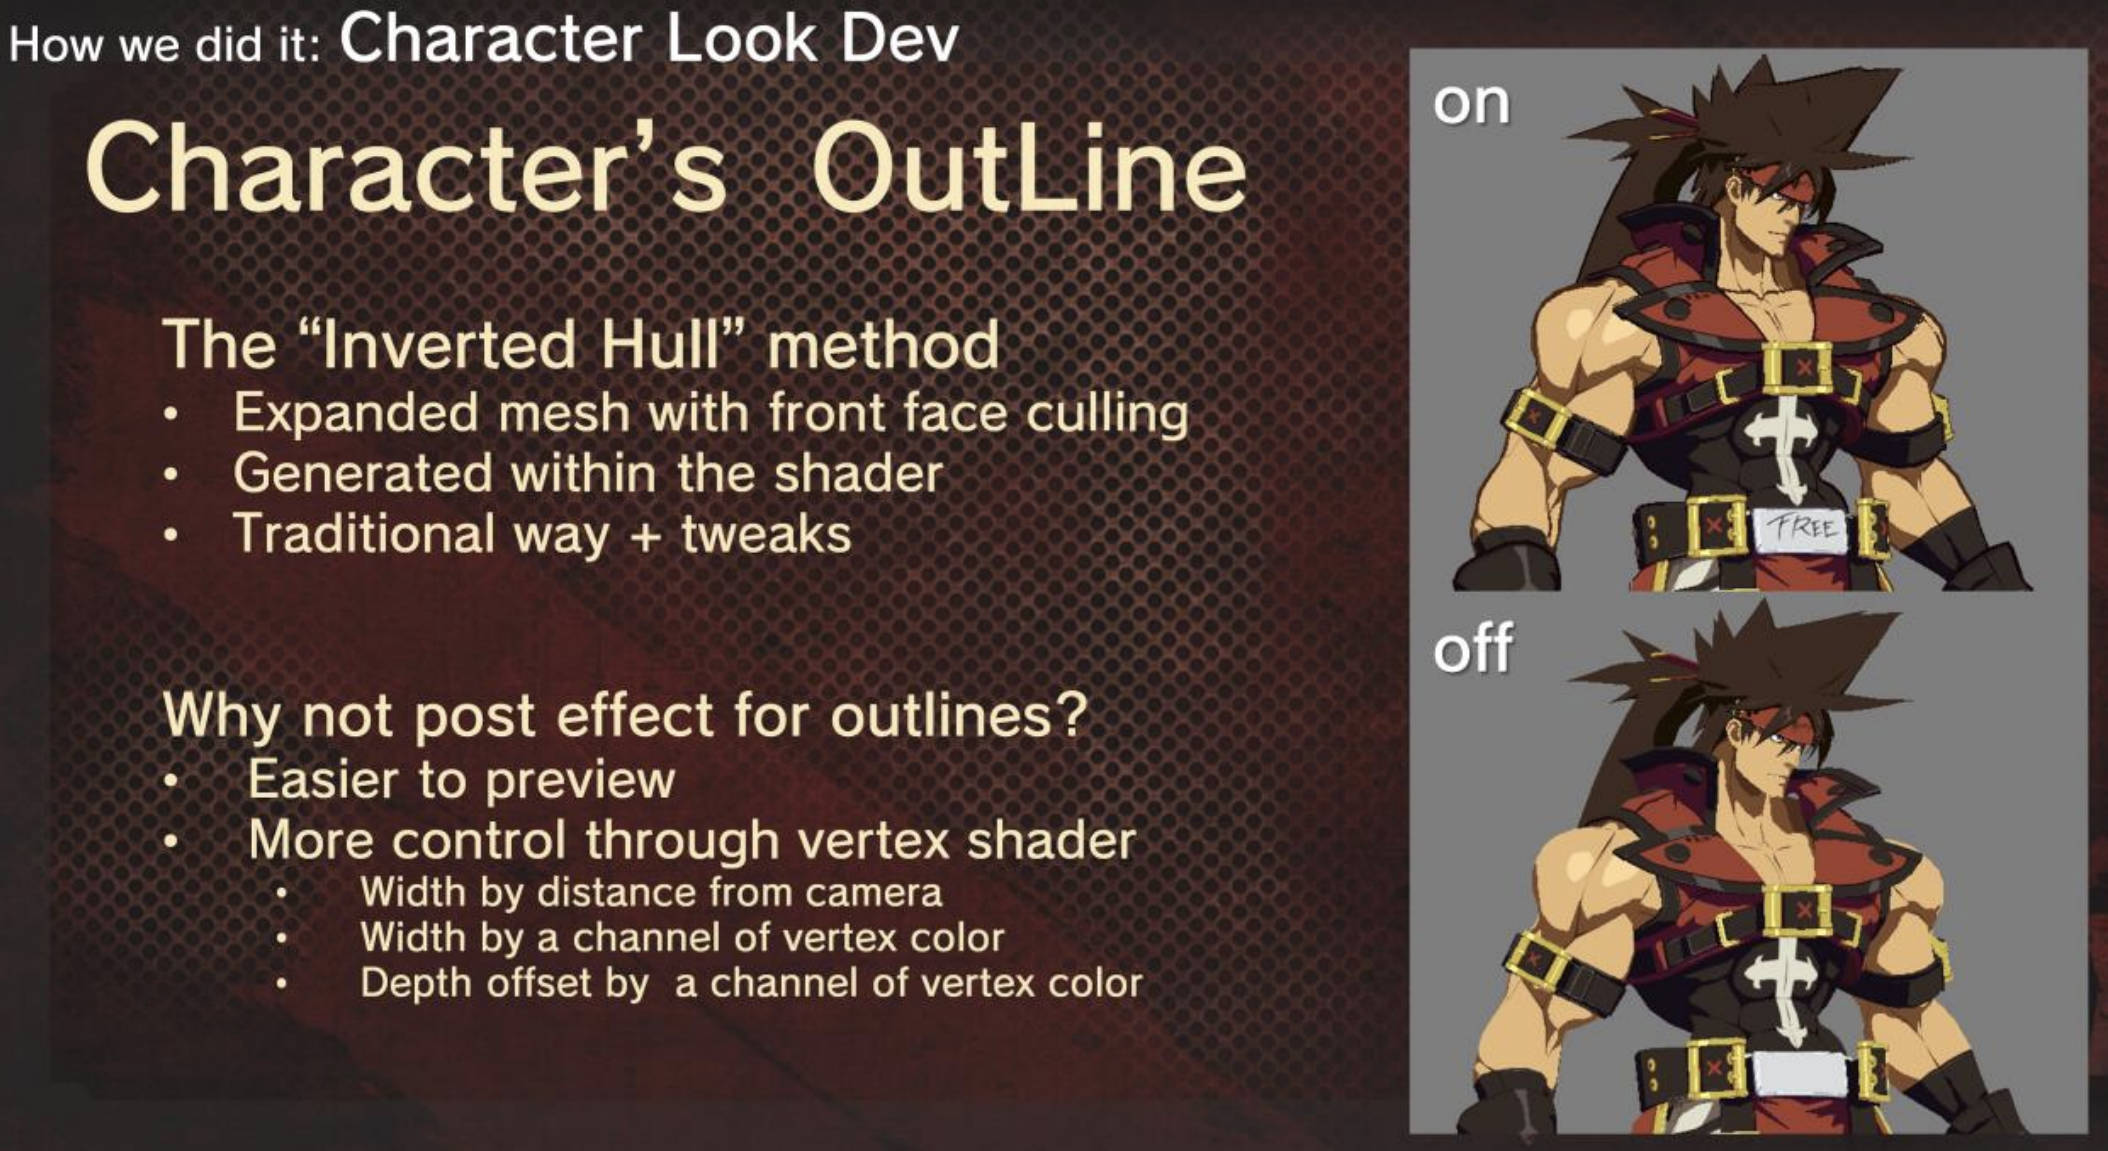 How we did it: Character Look Dev
Character's OutLine
The “Inverted Hull” method
• Expanded mesh with front face culling
• Generated within the shader
• Traditional way + tweaks
Why not post effect for outlines?
• Easier to preview
• More control through vertex shader
• Width by distance from camera
• Width by a channel of vertex color
• Depth offset by a channel of vertex color
on
FREE
off